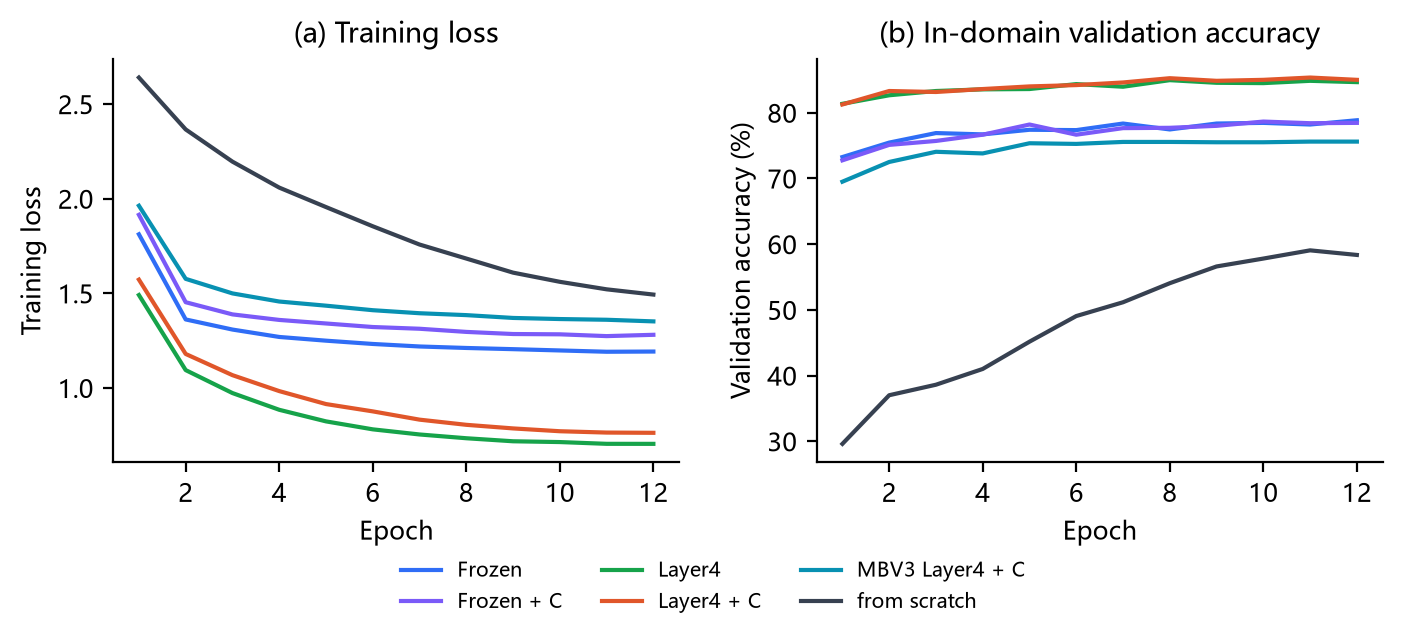 (a) Training loss
2.5
2.0
1.5
1.0
Training loss
2 4 6 8 10 12
Epoch
(b) In-domain validation accuracy
80
70
60
50
40
30
Validation accuracy (%)
2 4 6 8 10 12
Epoch
Frozen
Frozen + C
Layer4
Layer4 + C
MBV3 Layer4 + C
from scratch